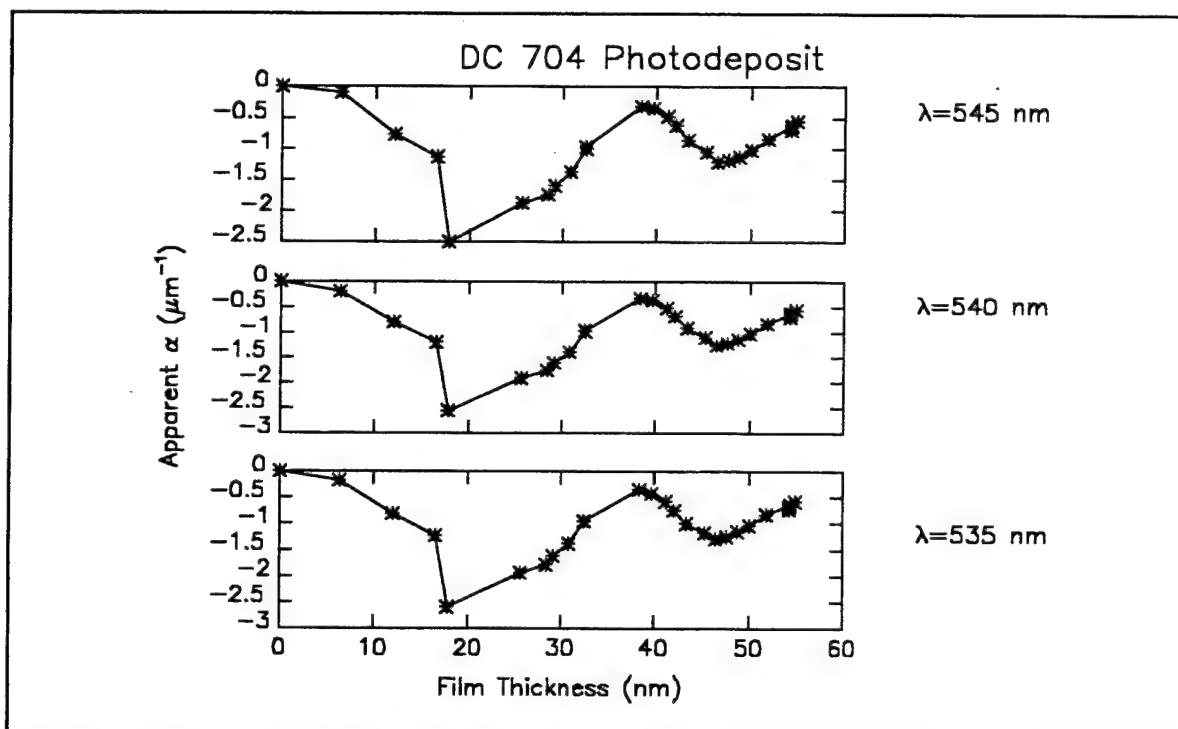 DC 704 Photodeposit
0
-0.5
-1
-1.5
-2
-2.5
λ=545 nm
0
-0.5
-1
-1.5
-2
-2.5
-3
λ=540 nm
0
-0.5
-1
-1.5
-2
-2.5
-3
λ=535 nm
Apparent α (μm⁻¹)
0 10 20 30 40 50 60
Film Thickness (nm)